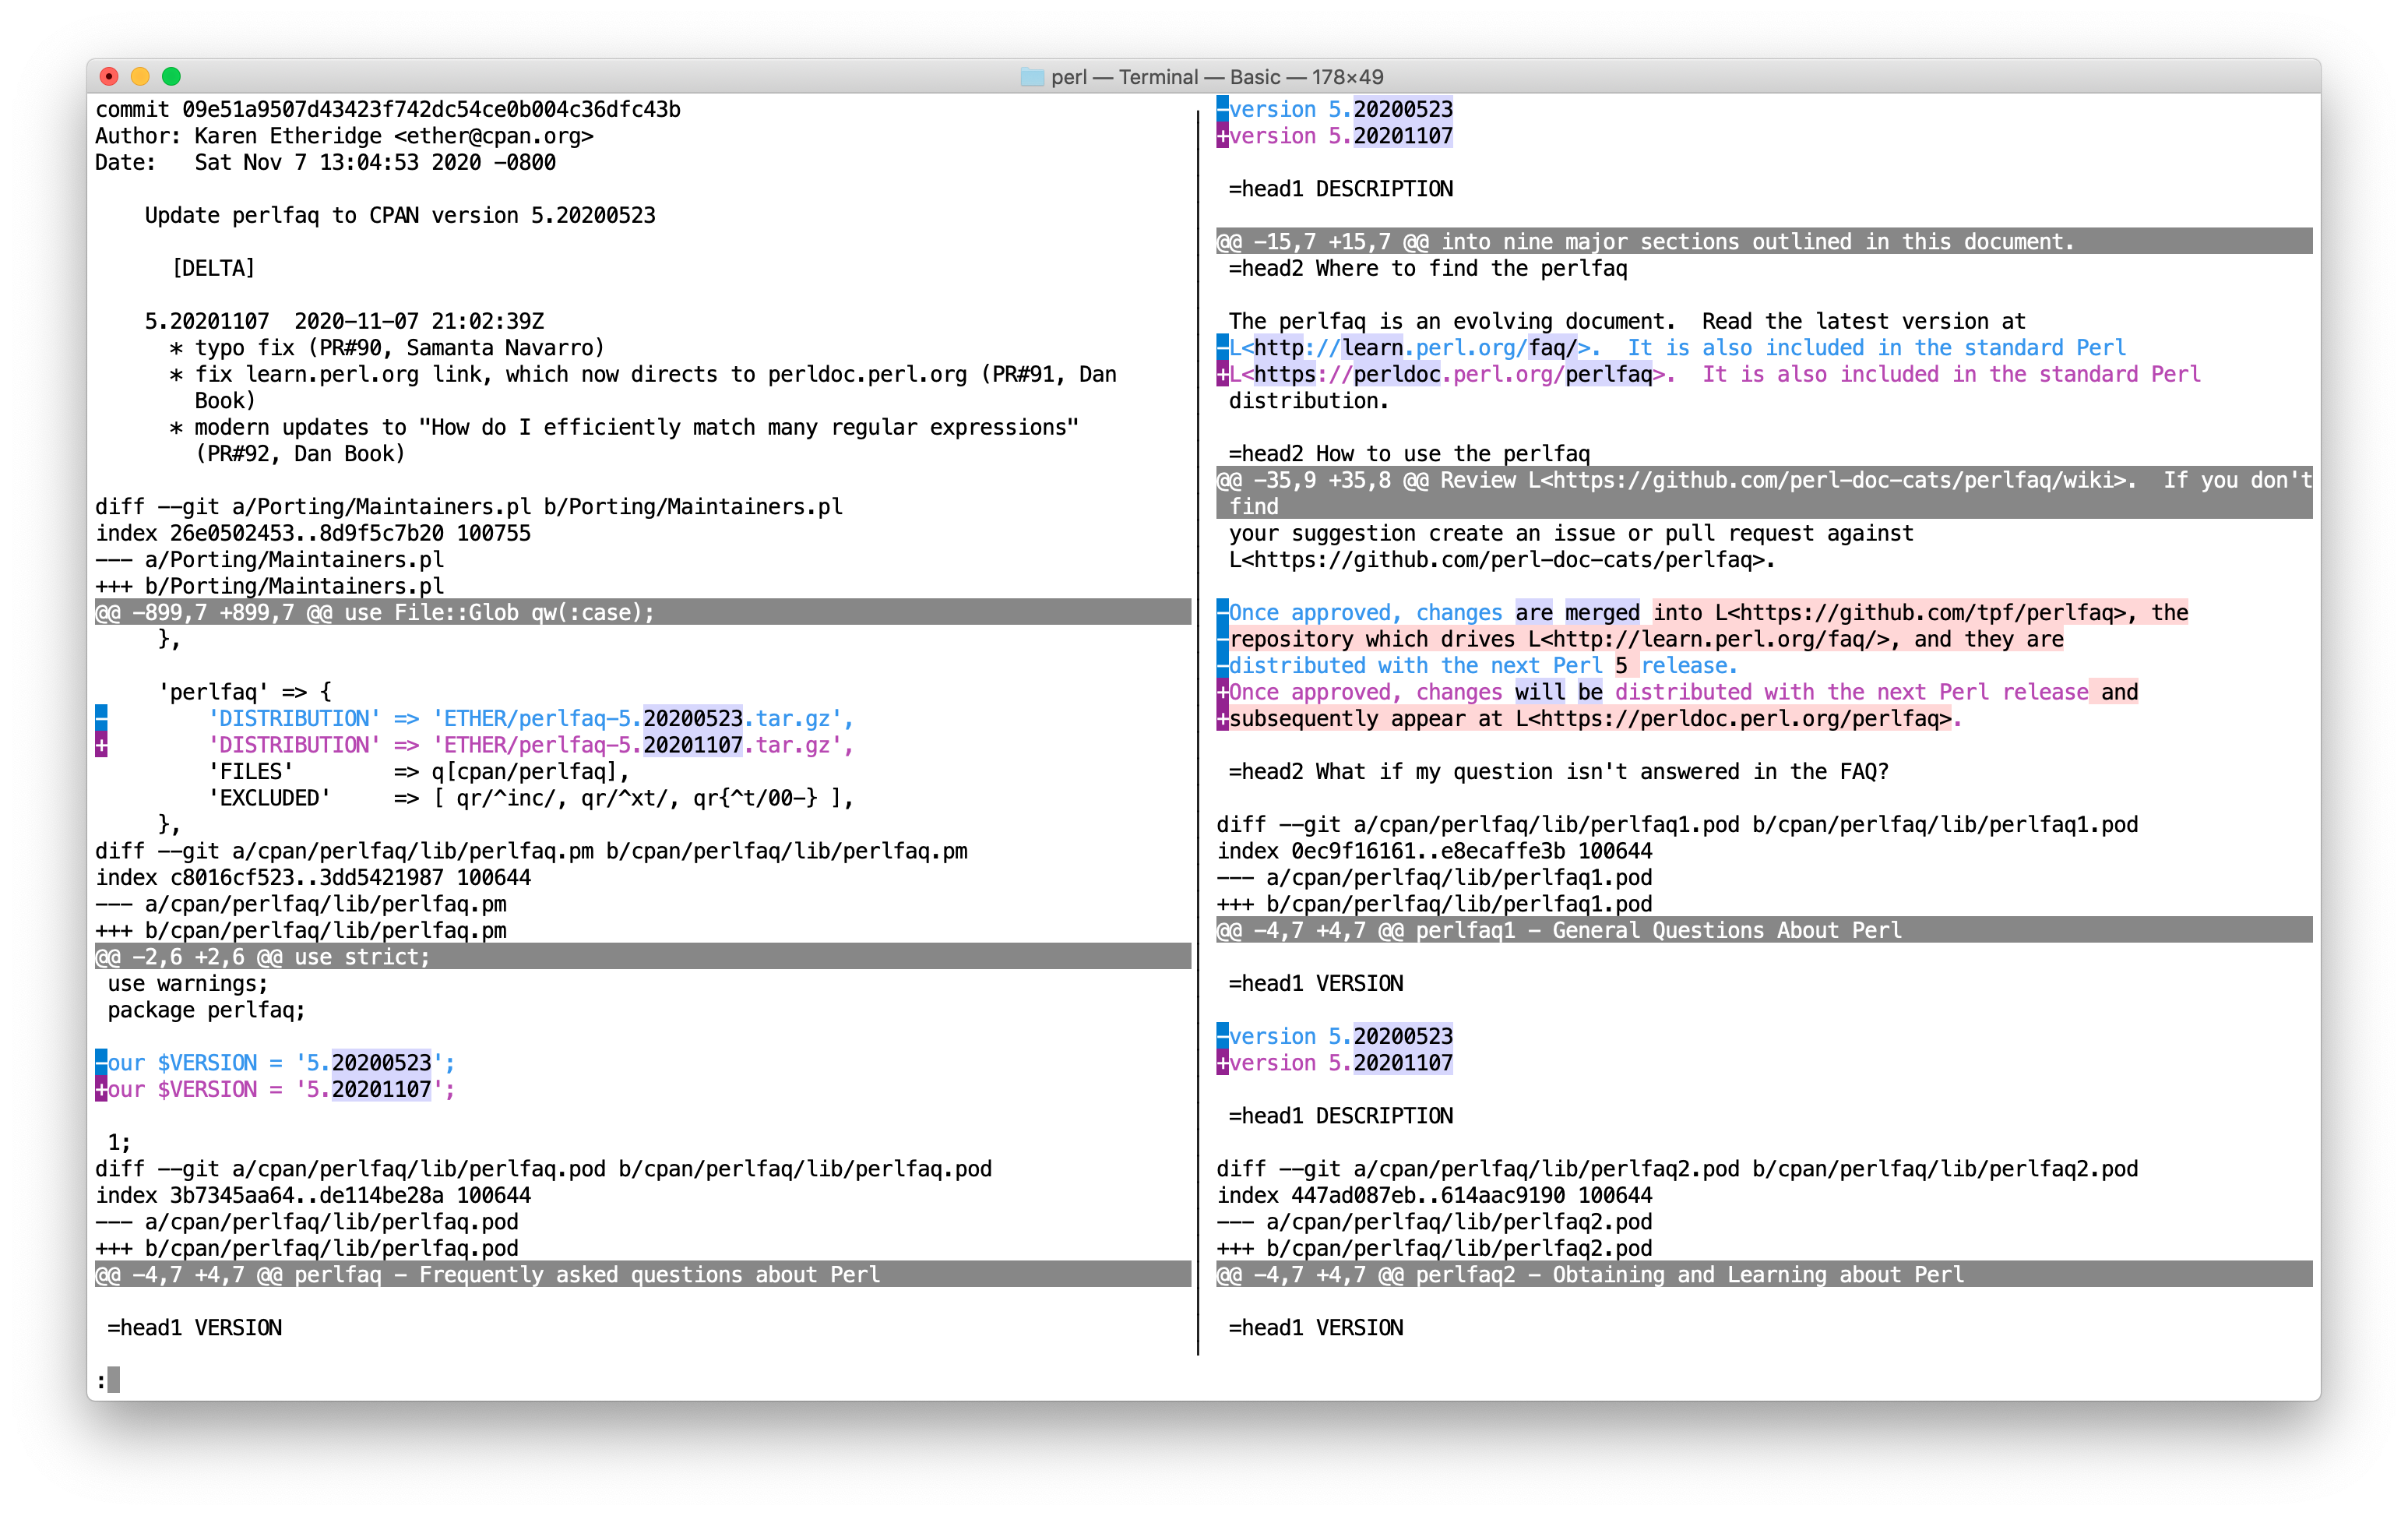 perl — Terminal — Basic — 178×49
commit 09e51a9507d43423f742dc54ce0b004c36dfc43b
Author: Karen Etheridge <ether@cpan.org>
Date:   Sat Nov 7 13:04:53 2020 -0800

    Update perlfaq to CPAN version 5.20200523

      [DELTA]

    5.20201107  2020-11-07 21:02:39Z
      * typo fix (PR#90, Samanta Navarro)
      * fix learn.perl.org link, which now directs to perldoc.perl.org (PR#91, Dan
        Book)
      * modern updates to "How do I efficiently match many regular expressions"
        (PR#92, Dan Book)

diff --git a/Porting/Maintainers.pl b/Porting/Maintainers.pl
index 26e0502453..8d9f5c7b20 100755
--- a/Porting/Maintainers.pl
+++ b/Porting/Maintainers.pl
@@ -899,7 +899,7 @@ use File::Glob qw(:case);
     },

     'perlfaq' => {
-        'DISTRIBUTION' => 'ETHER/perlfaq-5.20200523.tar.gz',
+        'DISTRIBUTION' => 'ETHER/perlfaq-5.20201107.tar.gz',
         'FILES'        => q[cpan/perlfaq],
         'EXCLUDED'     => [ qr/^inc/, qr/^xt/, qr{^t/00-} ],
     },
diff --git a/cpan/perlfaq/lib/perlfaq.pm b/cpan/perlfaq/lib/perlfaq.pm
index c8016cf523..3dd5421987 100644
--- a/cpan/perlfaq/lib/perlfaq.pm
+++ b/cpan/perlfaq/lib/perlfaq.pm
@@ -2,6 +2,6 @@ use strict;
 use warnings;
 package perlfaq;

-our $VERSION = '5.20200523';
+our $VERSION = '5.20201107';

 1;
diff --git a/cpan/perlfaq/lib/perlfaq.pod b/cpan/perlfaq/lib/perlfaq.pod
index 3b7345aa64..de114be28a 100644
--- a/cpan/perlfaq/lib/perlfaq.pod
+++ b/cpan/perlfaq/lib/perlfaq.pod
@@ -4,7 +4,7 @@ perlfaq - Frequently asked questions about Perl

 =head1 VERSION

-version 5.20200523
+version 5.20201107

 =head1 DESCRIPTION

@@ -15,7 +15,7 @@ into nine major sections outlined in this document.
 =head2 Where to find the perlfaq

 The perlfaq is an evolving document.  Read the latest version at
-L<http://learn.perl.org/faq/>.  It is also included in the standard Perl
+L<https://perldoc.perl.org/perlfaq>.  It is also included in the standard Perl
 distribution.

 =head2 How to use the perlfaq
@@ -35,9 +35,8 @@ Review L<https://github.com/perl-doc-cats/perlfaq/wiki>.  If you don't
 find
 your suggestion create an issue or pull request against
 L<https://github.com/perl-doc-cats/perlfaq>.

-Once approved, changes are merged into L<https://github.com/tpf/perlfaq>, the
-repository which drives L<http://learn.perl.org/faq/>, and they are
-distributed with the next Perl 5 release.
+Once approved, changes will be distributed with the next Perl release and
+subsequently appear at L<https://perldoc.perl.org/perlfaq>.

 =head2 What if my question isn't answered in the FAQ?

diff --git a/cpan/perlfaq/lib/perlfaq1.pod b/cpan/perlfaq/lib/perlfaq1.pod
index 0ec9f16161..e8ecaffe3b 100644
--- a/cpan/perlfaq/lib/perlfaq1.pod
+++ b/cpan/perlfaq/lib/perlfaq1.pod
@@ -4,7 +4,7 @@ perlfaq1 - General Questions About Perl

 =head1 VERSION

-version 5.20200523
+version 5.20201107

 =head1 DESCRIPTION

diff --git a/cpan/perlfaq/lib/perlfaq2.pod b/cpan/perlfaq/lib/perlfaq2.pod
index 447ad087eb..614aac9190 100644
--- a/cpan/perlfaq/lib/perlfaq2.pod
+++ b/cpan/perlfaq/lib/perlfaq2.pod
@@ -4,7 +4,7 @@ perlfaq2 - Obtaining and Learning about Perl

 =head1 VERSION

: